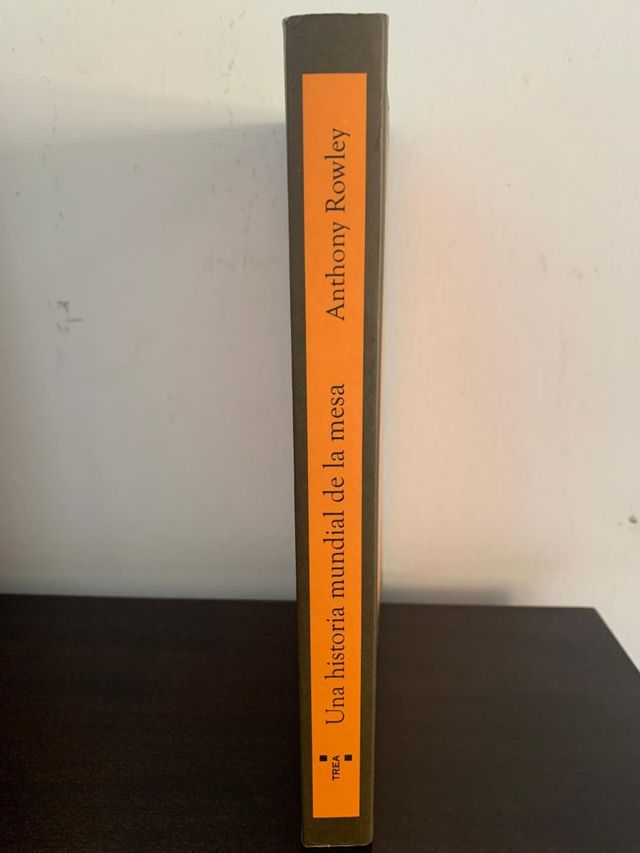 TREA
Una historia mundial de la mesa
Anthony Rowley